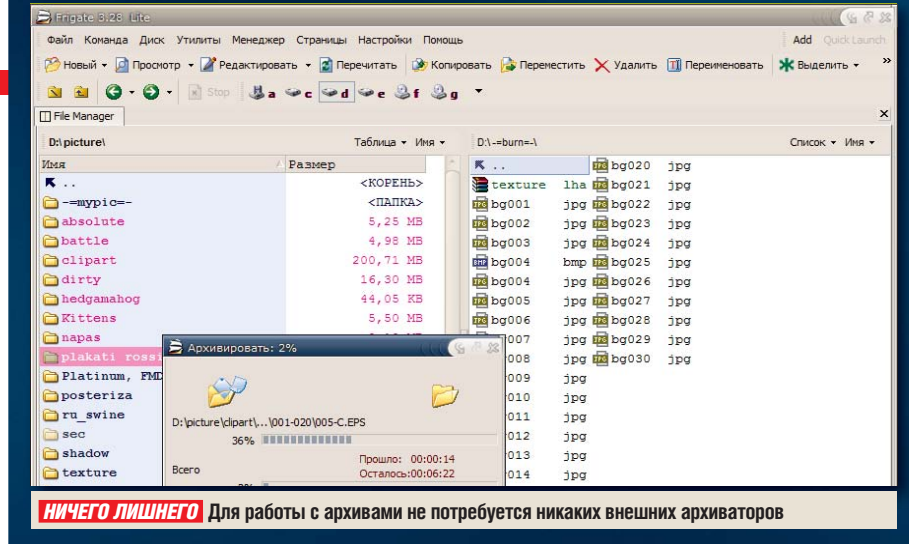 Frigate 3.28 Lite
Файл Команда Диск Утилиты Менеджер Страницы Настройки Помощь Add Quick Launch
Новый Просмотр Редактировать Перечитать Копировать Переместить Удалить Переименовать Выделить »
Stop a c d e f g
File Manager
D:\picture\ Таблица Имя
Имя Размер
.. <КОРЕНЬ>
-=mypic=- <ПАПКА>
absolute 5,25 MB
battle 4,98 MB
clipart 200,71 MB
dirty 16,30 MB
hedgamahog 44,05 KB
Kittens 5,50 MB
napas
plakati rossi
Platinum, FMD
posteriza
ru_swine
sec
shadow
texture
D:\-=burn=-\ Список Имя
.. bg020 jpg
texture lha bg021 jpg
bg001 jpg bg022 jpg
bg002 jpg bg023 jpg
bg003 jpg bg024 jpg
bg004 bmp bg025 jpg
bg004 jpg bg026 jpg
bg005 jpg bg027 jpg
bg006 jpg bg028 jpg
007 jpg bg029 jpg
008 jpg bg030 jpg
009 jpg
010 jpg
011 jpg
012 jpg
013 jpg
014 jpg
Архивировать: 2%
D:\picture\clipart\...\001-020\005-C.EPS
36%
Прошло: 00:00:14
Всего Осталось:00:06:22
НИЧЕГО ЛИШНЕГО Для работы с архивами не потребуется никаких внешних архиваторов